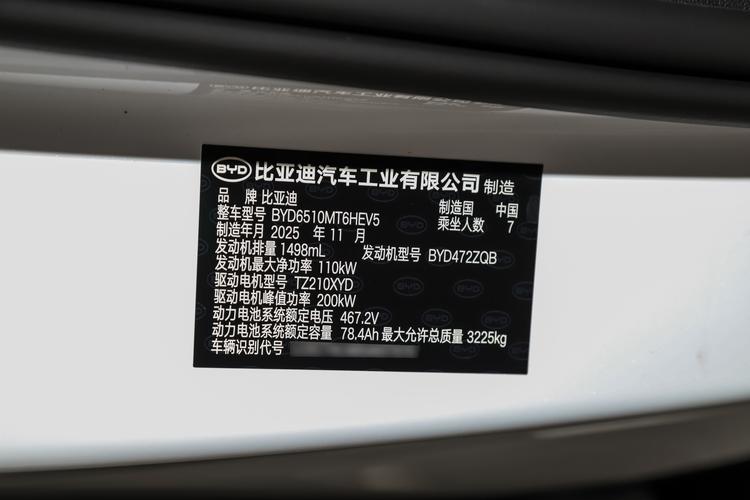 BYD 比亚迪汽车工业有限公司 制造
品 牌 比亚迪 制造国 中国
整车型号 BYD6510MT6HEV5 乘坐人数 7
制造年月 2025 年 11 月
发动机排量 1498mL 发动机型号 BYD472ZQB
发动机最大净功率 110kW
驱动电机型号 TZ210XYD
驱动电机峰值功率 200kW
动力电池系统额定电压 467.2V
动力电池系统额定容量 78.4Ah 最大允许总质量 3225kg
车辆识别代号